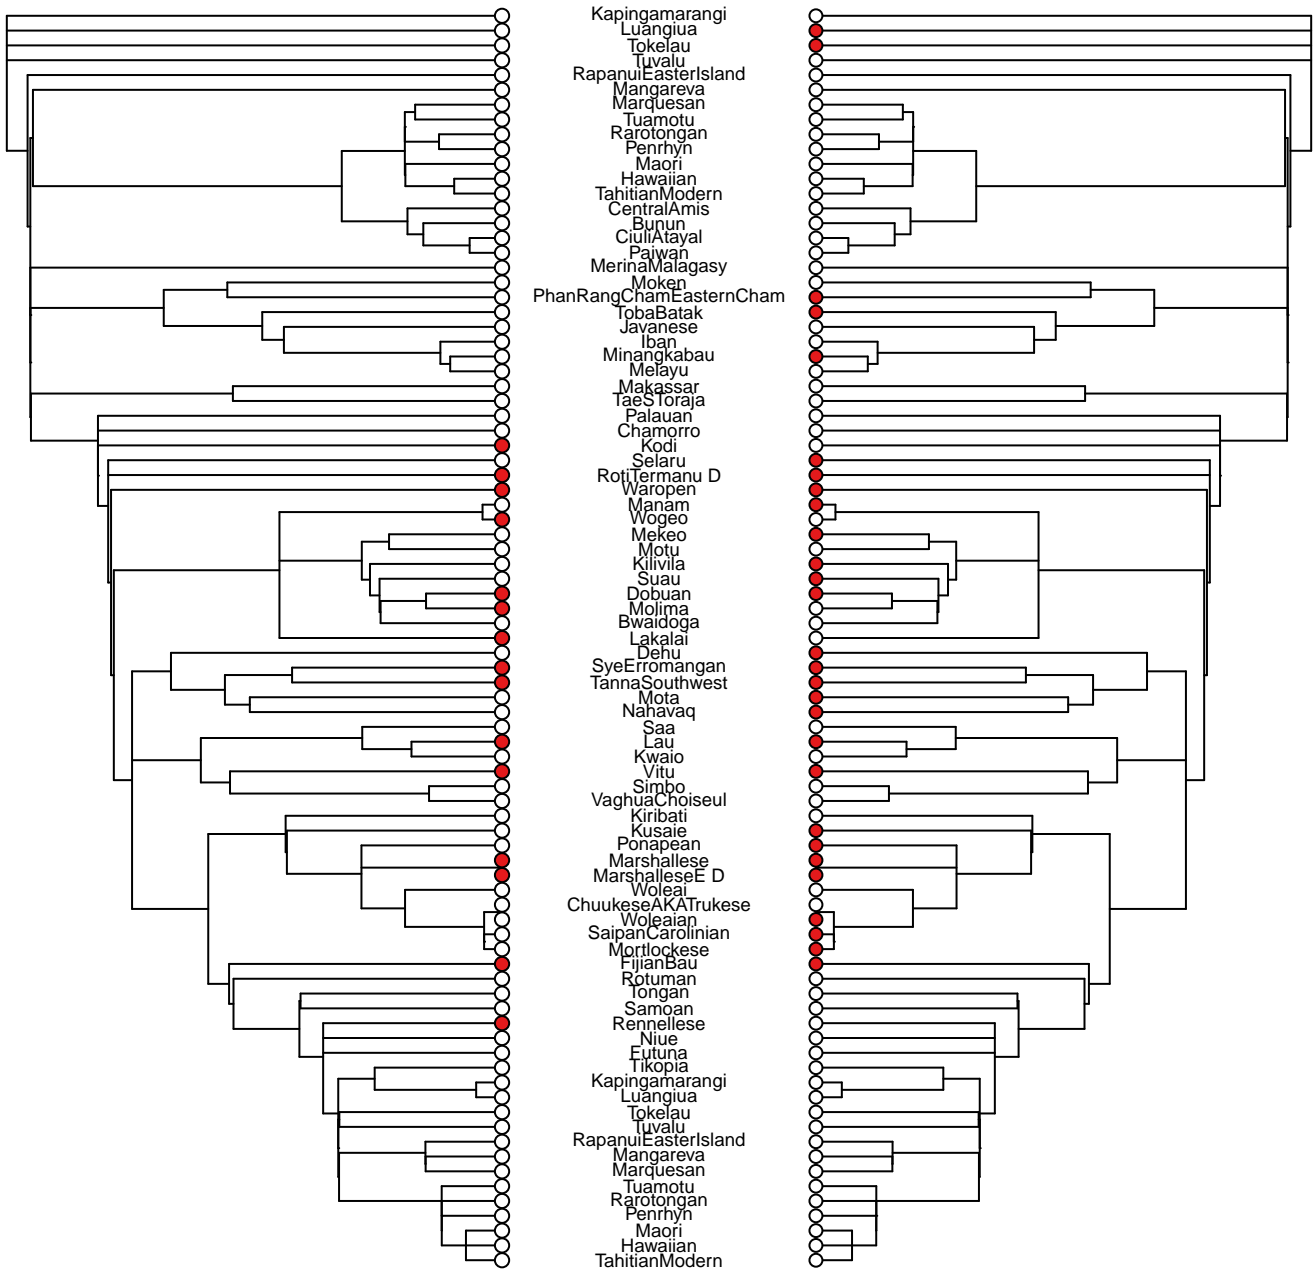 Kapingamarangi
Luangiua
Tokelau
Tuvalu
RapanuiEasterIsland
Mangareva
Marquesan
Tuamotu
Rarotongan
Penrhyn
Maori
Hawaiian
TahitianModern
CentralAmis
Bunun
CiuliAtayal
Paiwan
MerinaMalagasy
Moken
PhanRangChamEasternCham
TobaBatak
Javanese
Iban
Minangkabau
Melayu
Makassar
TaeSToraja
Palauan
Chamorro
Kodi
Selaru
RotiTermanu D
Waropen
Manam
Wogeo
Mekeo
Motu
Kilivila
Suau
Dobuan
Molima
Bwaidoga
Lakalai
Dehu
SyeErromangan
TannaSouthwest
Mota
Nahavaq
Saa
Lau
Kwaio
Vitu
Simbo
VaghuaChoiseul
Kiribati
Kusaie
Ponapean
Marshallese
MarshalleseE D
Woleai
ChuukeseAKATrukese
Woleaian
SaipanCarolinian
Mortlockese
FijianBau
Rotuman
Tongan
Samoan
Rennellese
Niue
Futuna
Tikopia
Kapingamarangi
Luangiua
Tokelau
Tuvalu
RapanuiEasterIsland
Mangareva
Marquesan
Tuamotu
Rarotongan
Penrhyn
Maori
Hawaiian
TahitianModern